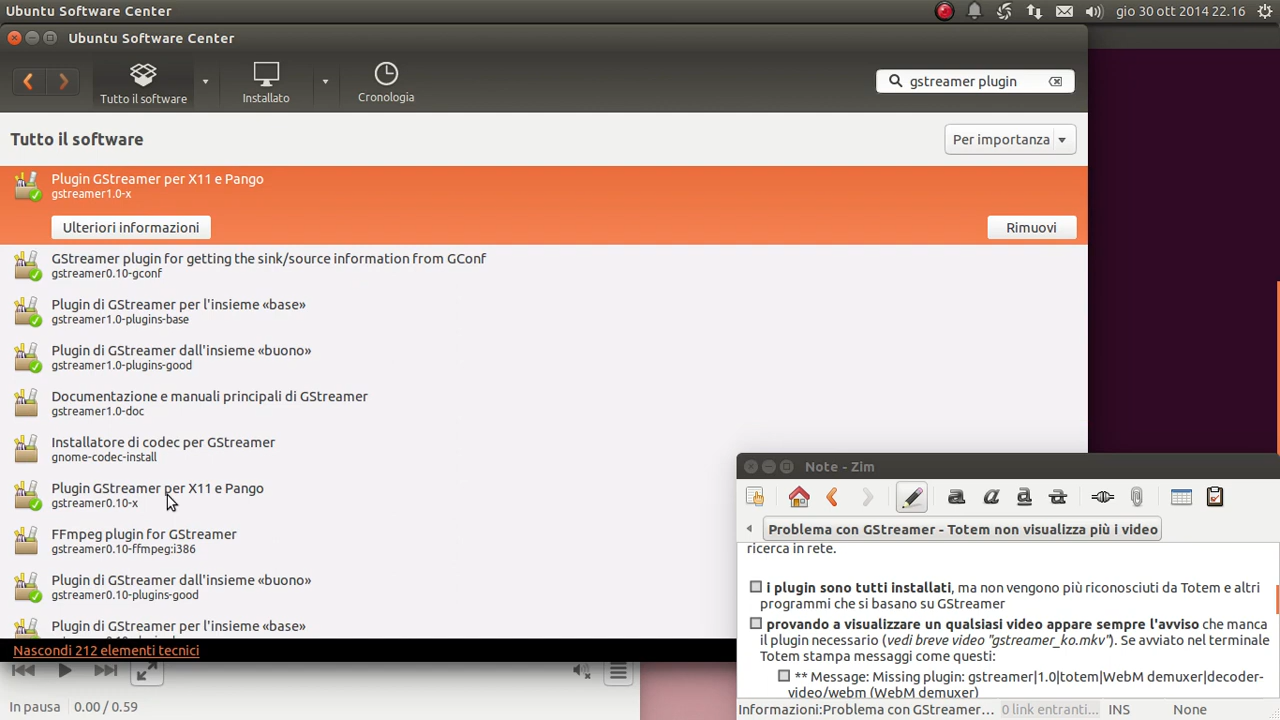 Ubuntu Software Center
gio 30 ott 2014 22.16
Ubuntu Software Center
Tutto il software
Installato
Cronologia
gstreamer plugin
Tutto il software
Per importanza
Plugin GStreamer per X11 e Pango
gstreamer1.0-x
Ulteriori informazioni
Rimuovi
GStreamer plugin for getting the sink/source information from GConf
gstreamer0.10-gconf
Plugin di GStreamer per l'insieme «base»
gstreamer1.0-plugins-base
Plugin di GStreamer dall'insieme «buono»
gstreamer1.0-plugins-good
Documentazione e manuali principali di GStreamer
gstreamer1.0-doc
Installatore di codec per GStreamer
gnome-codec-install
Plugin GStreamer per X11 e Pango
gstreamer0.10-x
FFmpeg plugin for GStreamer
gstreamer0.10-ffmpeg:i386
Plugin di GStreamer dall'insieme «buono»
gstreamer0.10-plugins-good
Plugin di GStreamer per l'insieme «base»
Nascondi 212 elementi tecnici
In pausa
0.00 / 0.59
Note - Zim
Problema con GStreamer - Totem non visualizza più i video
ricerca in rete.
i plugin sono tutti installati, ma non vengono più riconosciuti da Totem e altri
programmi che si basano su GStreamer
provando a visualizzare un qualsiasi video appare sempre l'avviso che manca
il plugin necessario (vedi breve video "gstreamer_ko.mkv"). Se avviato nel terminale
Totem stampa messaggi come questi:
** Message: Missing plugin: gstreamer|1.0|totem|WebM demuxer|decoder-
video/webm (WebM demuxer)
Informazioni:Problema con GStreamer...
0 link entranti...
INS
None